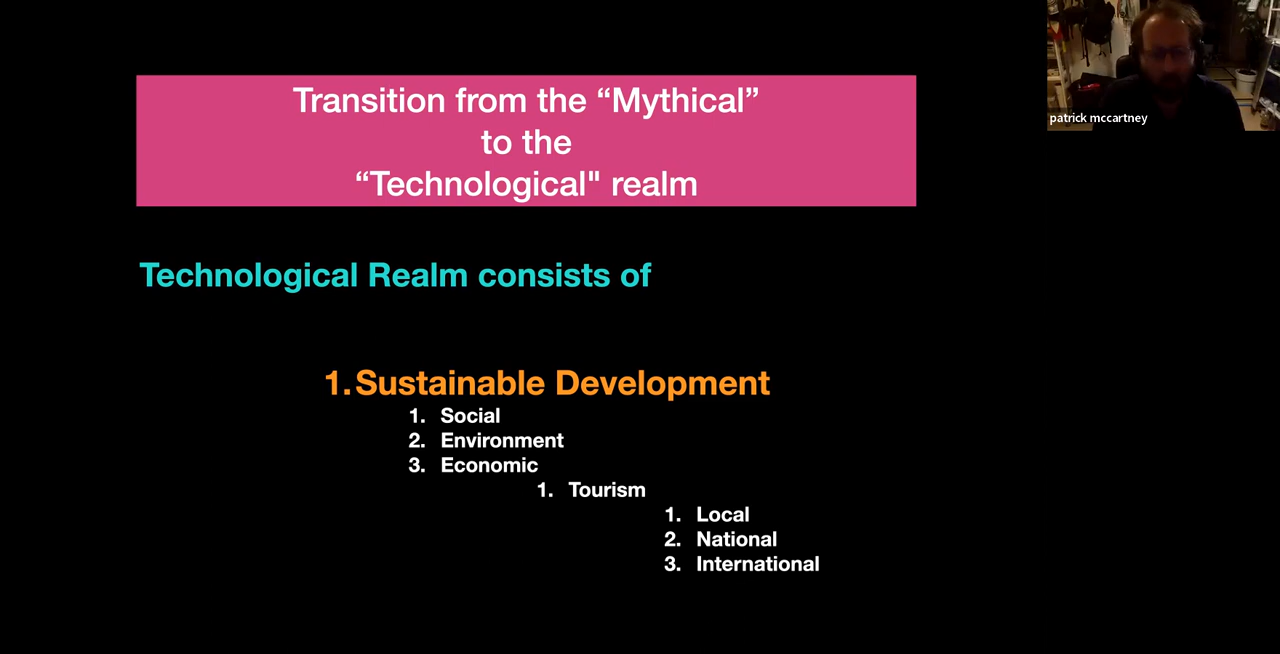 Transition from the “Mythical”
to the
“Technological" realm
patrick mccartney
Technological Realm consists of
1. Sustainable Development
1. Social
2. Environment
3. Economic
1. Tourism
1. Local
2. National
3. International